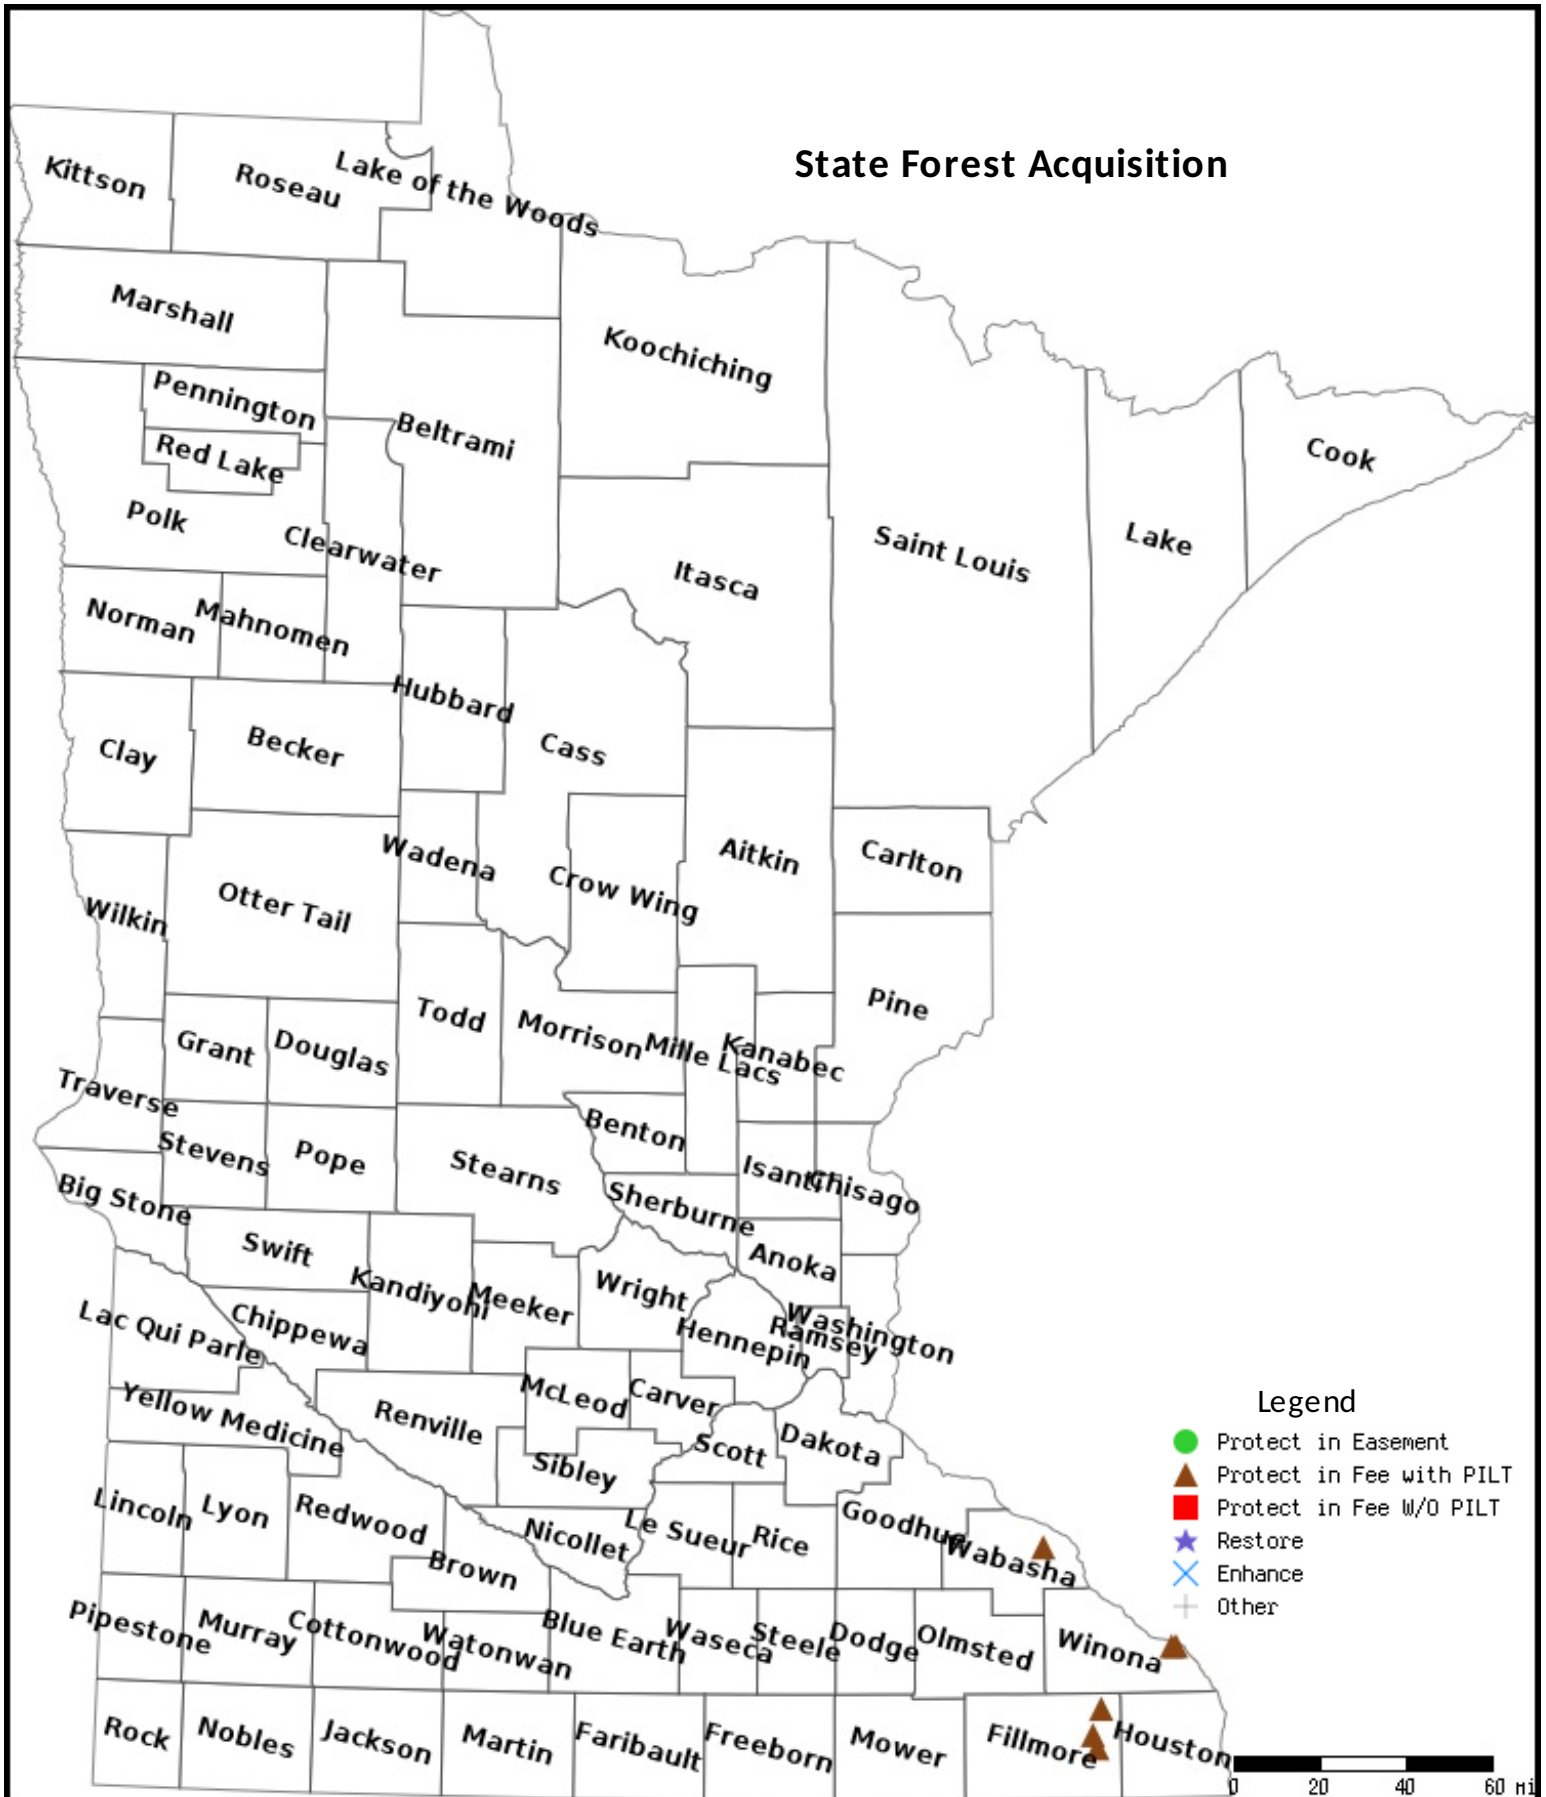 State Forest Acquisition
Kittson
Roseau
Lake of the Woods
Marshall
Koochiching
Pennington
Beltrami
Red Lake
Cook
Polk
Clearwater
Saint Louis
Lake
Itasca
Norman
Mahnomen
Hubbard
Clay
Becker
Cass
Wadena
Aitkin
Carlton
Otter Tail
Crow Wing
Wilkin
Todd
Morrison
Pine
Grant
Douglas
Mille Lacs
Kanabec
Traverse
Stevens
Pope
Stearns
Benton
Isanti
Chisago
Big Stone
Sherburne
Swift
Anoka
Kandiyohi
Meeker
Wright
Lac Qui Parle
Chippewa
Hennepin
Ramsey
Washington
Yellow Medicine
Renville
McLeod
Carver
Scott
Dakota
Sibley
Legend
Protect in Easement
Protect in Fee with PILT
Protect in Fee W/O PILT
Restore
Enhance
Other
Lincoln
Lyon
Redwood
Nicollet
Le Sueur
Rice
Goodhue
Wabasha
Brown
Pipestone
Murray
Cottonwood
Watonwan
Blue Earth
Waseca
Steele
Dodge
Olmsted
Winona
Rock
Nobles
Jackson
Martin
Faribault
Freeborn
Mower
Fillmore
Houston
0 20 40 60 mi